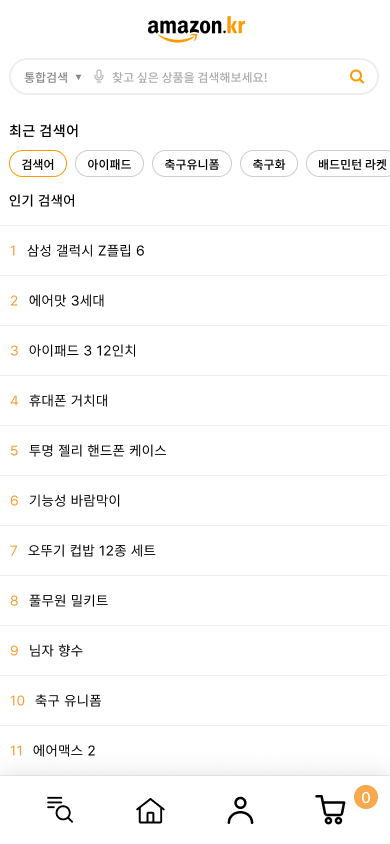 amazon.kr
통합검색 ▼ 찾고 싶은 상품을 검색해보세요!
최근 검색어
검색어 아이패드 축구유니폼 축구화 배드민턴 라켓
인기 검색어
1 삼성 갤럭시 Z플립 6
2 에어맛 3세대
3 아이패드 3 12인치
4 휴대폰 거치대
5 투명 젤리 핸드폰 케이스
6 기능성 바람막이
7 오뚜기 컵밥 12종 세트
8 풀무원 밀키트
9 님자 향수
10 축구 유니폼
11 에어맥스 2
0